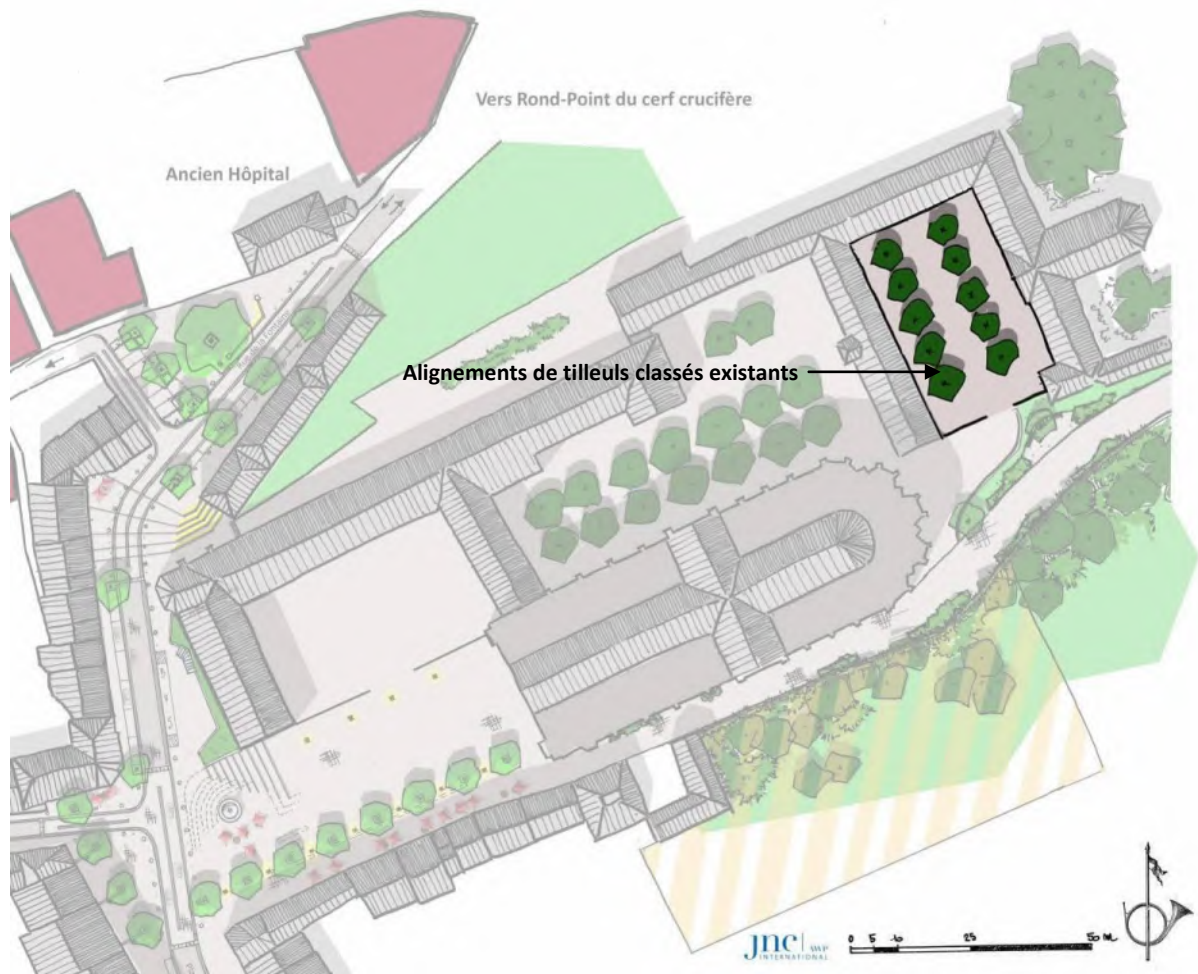 Vers Rond-Point du cerf crucifère
Ancien Hôpital
Alignements de tilleuls classés existants
jnc AWP
INTERNATIONAL
0 5 10 25 50 m